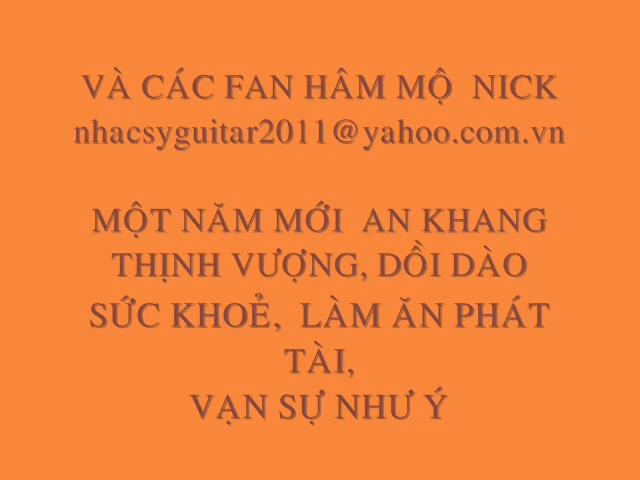 VÀ CÁC FAN HÂM MỘ  NICK
nhacsyguitar2011@yahoo.com.vn
MỘT NĂM MỚI  AN KHANG
THỊNH VƯỢNG, DỒI DÀO
SỨC KHOẺ,  LÀM ĂN PHÁT
TÀI,
VẠN SỰ NHƯ Ý